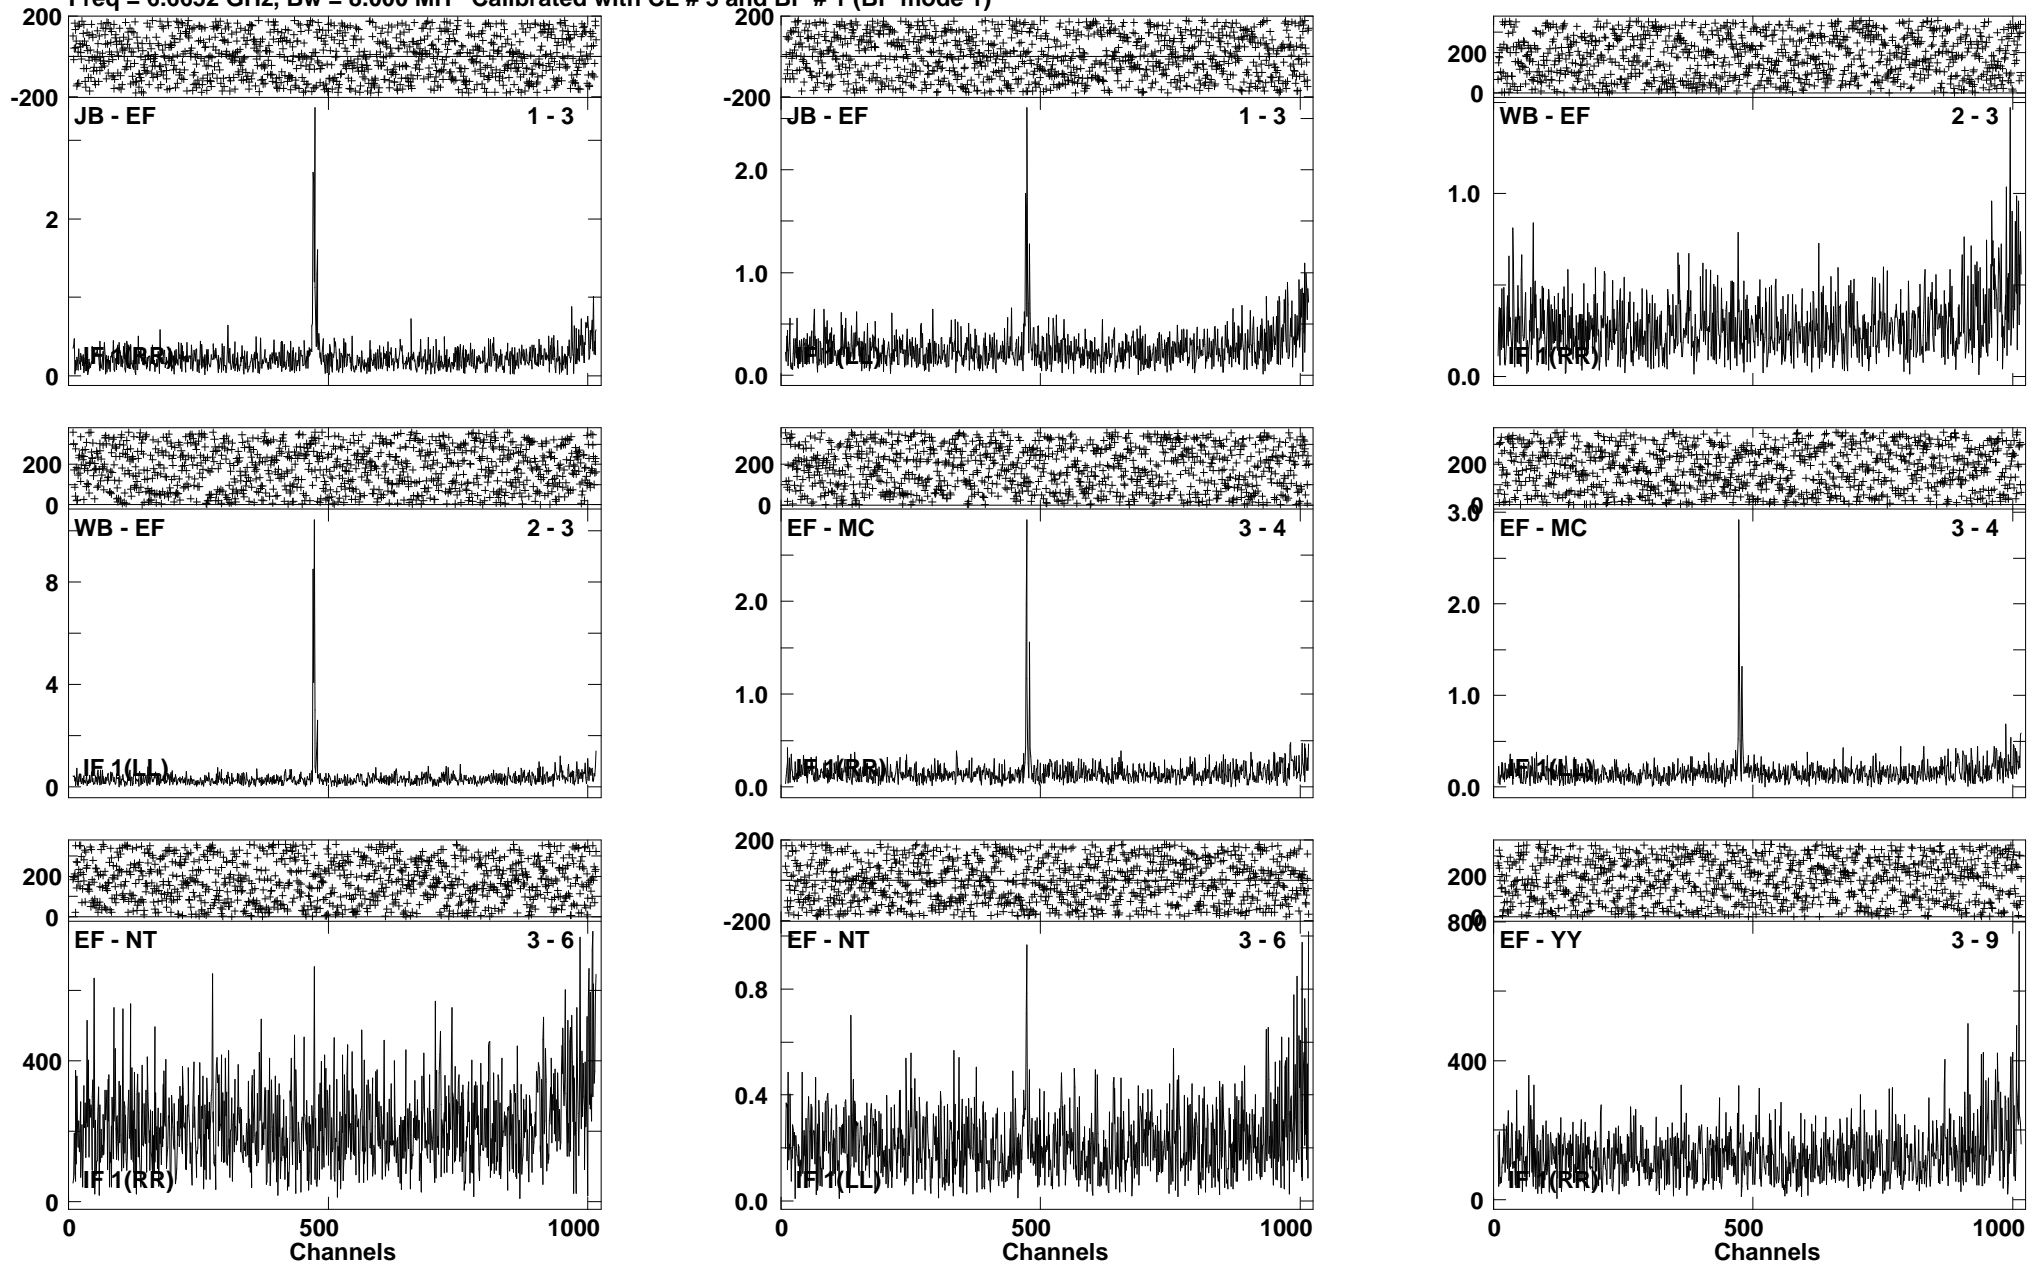 Freq = 6.6652 GHz, Bw = 8.000 MH Calibrated with CL # 3 and BP # 1 (BP mode 1)
200
-200
JB - EF 1 - 3
2
0
IF 1(RR)
200
-200
JB - EF 1 - 3
2.0
1.0
0.0
IF 1(LL)
200
0
WB - EF 2 - 3
1.0
0.0
IF 1(RR)
200
0
WB - EF 2 - 3
8
4
0
IF 1(LL)
200
0
EF - MC 3 - 4
2.0
1.0
0.0
IF 1(RR)
200
0
3.0
EF - MC 3 - 4
2.0
1.0
0.0
IF 1(LL)
200
0
EF - NT 3 - 6
400
0
IF 1(RR)
0 500 1000
Channels
200
-200
EF - NT 3 - 6
0.8
0.4
0.0
IF 1(LL)
0 500 1000
Channels
200
0
800
EF - YY 3 - 9
400
0
IF 1(RR)
0 500 1000
Channels